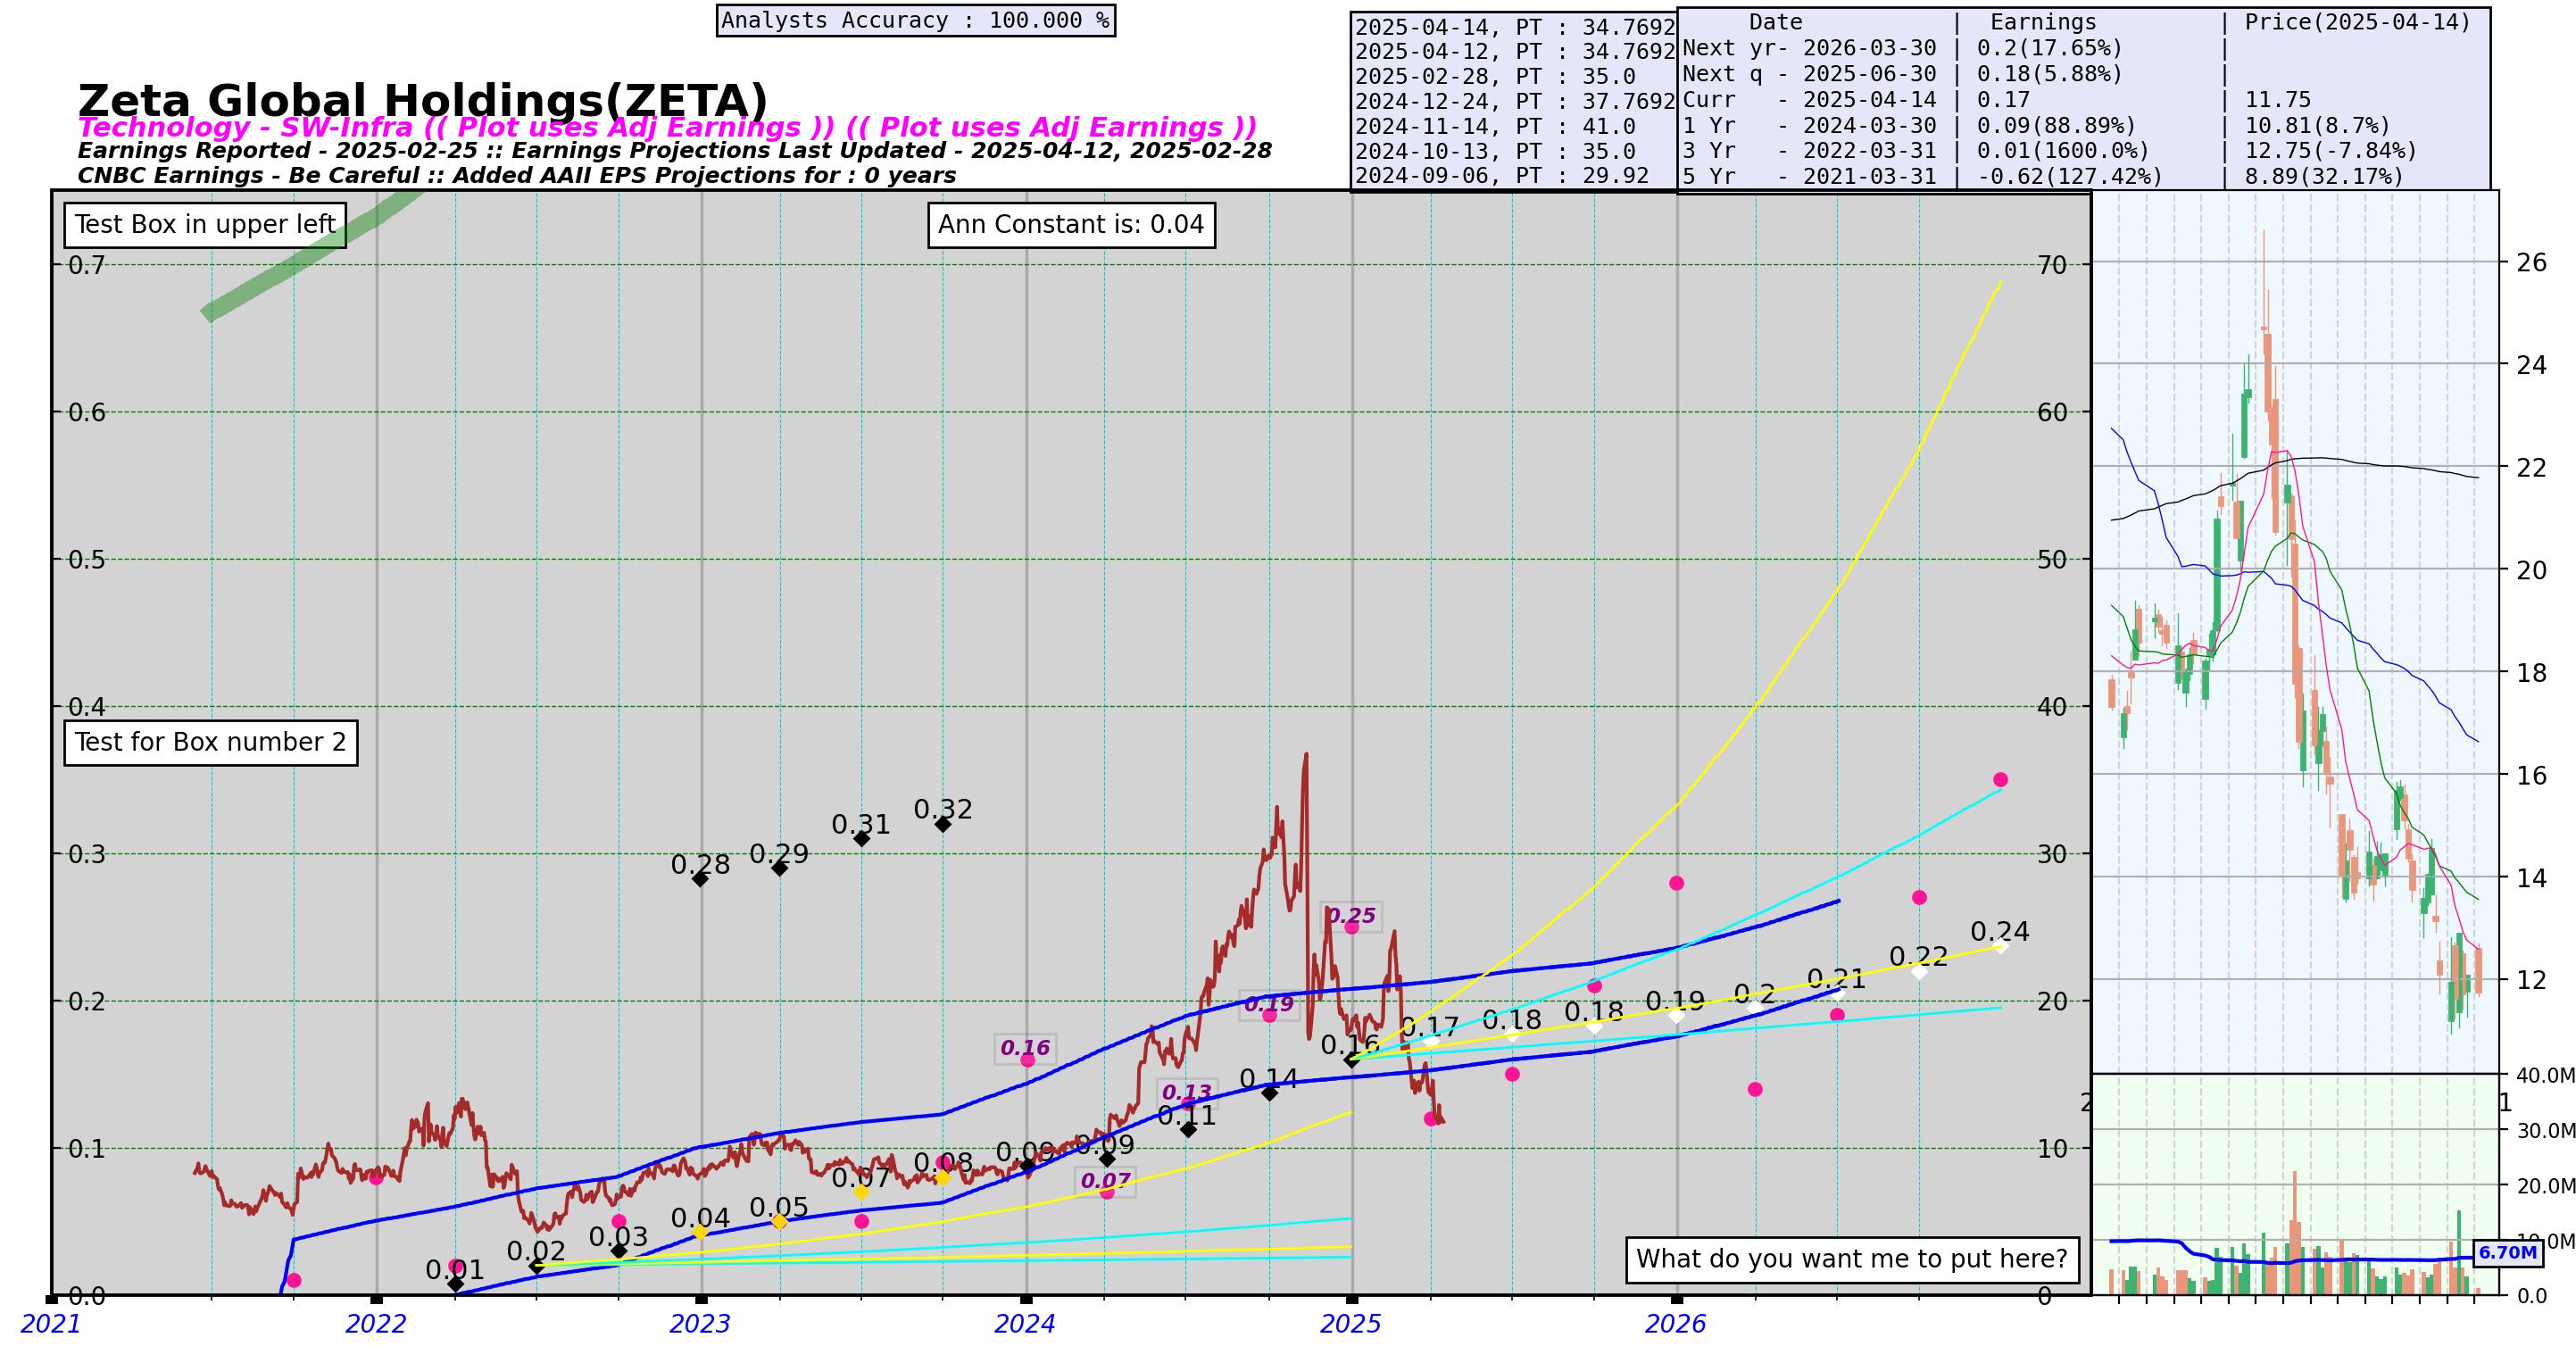 Analysts Accuracy : 100.000 %
2025-04-14, PT : 34.7692
2025-04-12, PT : 34.7692
2025-02-28, PT : 35.0
2024-12-24, PT : 37.7692
2024-11-14, PT : 41.0
2024-10-13, PT : 35.0
2024-09-06, PT : 29.92
Date | Earnings | Price(2025-04-14)
Next yr- 2026-03-30 | 0.2(17.65%) |
Next q - 2025-06-30 | 0.18(5.88%) |
Curr - 2025-04-14 | 0.17 | 11.75
1 Yr - 2024-03-30 | 0.09(88.89%) | 10.81(8.7%)
3 Yr - 2022-03-31 | 0.01(1600.0%) | 12.75(-7.84%)
5 Yr - 2021-03-31 | -0.62(127.42%) | 8.89(32.17%)
Zeta Global Holdings(ZETA)
Technology - SW-Infra (( Plot uses Adj Earnings )) (( Plot uses Adj Earnings ))
Earnings Reported - 2025-02-25 :: Earnings Projections Last Updated - 2025-04-12, 2025-02-28
CNBC Earnings - Be Careful :: Added AAII EPS Projections for : 0 years
Test Box in upper left
Ann Constant is: 0.04
Test for Box number 2
What do you want me to put here?
0.7
0.6
0.5
0.4
0.3
0.2
0.1
0.0
70
60
50
40
30
20
10
0
0.28
0.29
0.31
0.32
0.01
0.02
0.03
0.04
0.05
0.07
0.08
0.09
0.09
0.11
0.14
0.16
0.17
0.18
0.18
0.19
0.2
0.21
0.22
0.24
0.16
0.07
0.13
0.19
0.25
2021
2022
2023
2024
2025
2026
26
24
22
20
18
16
14
12
40.0M
30.0M
20.0M
10.0M
0.0
6.70M
2
1